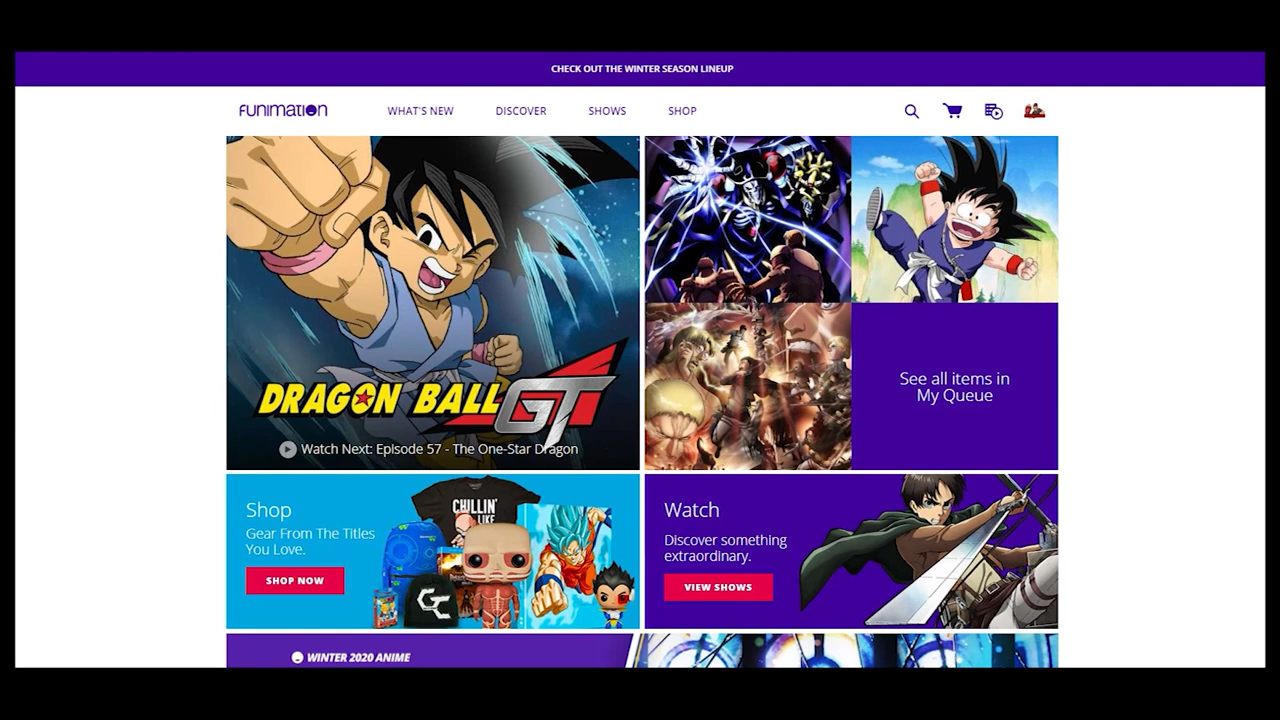 CHECK OUT THE WINTER SEASON LINEUP
FUNIMATION
WHAT'S NEW
DISCOVER
SHOWS
SHOP
DRAGON BALL GT
Watch Next: Episode 57 - The One-Star Dragon
See all items in
My Queue
Shop
Gear From The Titles
You Love.
SHOP NOW
CHILLIN'
LIKE
Watch
Discover something
extraordinary.
VIEW SHOWS
WINTER 2020 ANIME